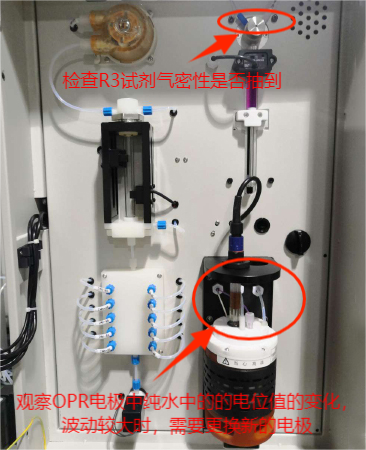 检查R3试剂气密性是否抽到
观察OPR电极中纯水中的的电位值的变化，
波动较大时，需要更换新的电极